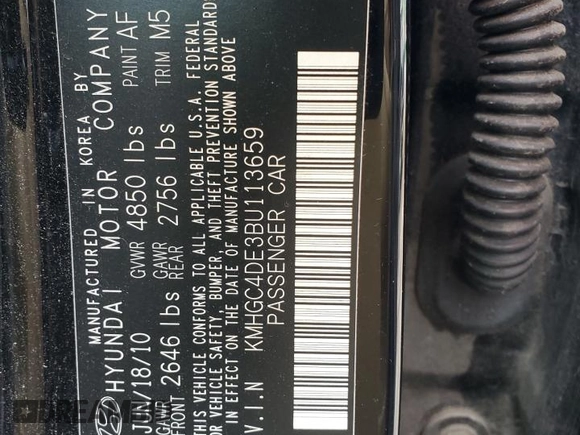 MANUFACTURED IN KOREA BY
HYUNDAI MOTOR COMPANY
/18/10 GVWR 4850 lbs PAINT AF
GAWR GAWR
FRONT 2646 lbs REAR 2756 lbs TRIM M5
THIS VEHICLE CONFORMS TO ALL APPLICABLE U.S.A. FEDERAL
MOTOR VEHICLE SAFETY, BUMPER, AND THEFT PREVENTION STANDARDS
IN EFFECT ON THE DATE OF MANUFACTURE SHOWN ABOVE
V.I.N KMHGC4DE3BU113659
PASSENGER CAR